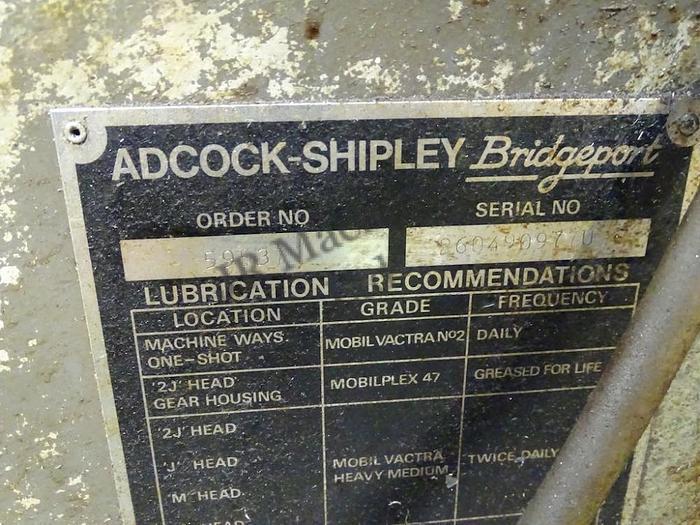 ADCOCK-SHIPLEY Bridgeport
ORDER NO SERIAL NO
LUBRICATION RECOMMENDATIONS
LOCATION GRADE FREQUENCY
MACHINE WAYS. ONE-SHOT MOBIL VACTRA Nº2 DAILY
'2J' HEAD GEAR HOUSING MOBILPLEX 47 GREASED FOR LIFE
'2J' HEAD
'J' HEAD MOBIL VACTRA HEAVY MEDIUM TWICE DAILY
'M' HEAD